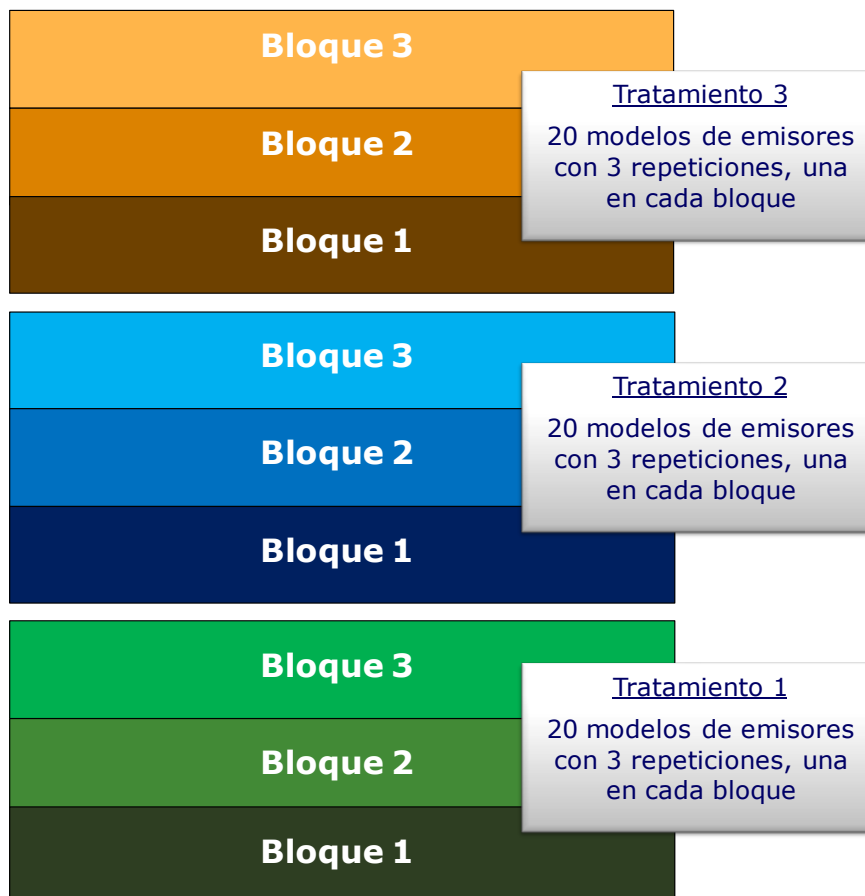 Bloque 3
Bloque 2
Bloque 1
Tratamiento 3
20 modelos de emisores
con 3 repeticiones, una
en cada bloque
Bloque 3
Bloque 2
Bloque 1
Tratamiento 2
20 modelos de emisores
con 3 repeticiones, una
en cada bloque
Bloque 3
Bloque 2
Bloque 1
Tratamiento 1
20 modelos de emisores
con 3 repeticiones, una
en cada bloque